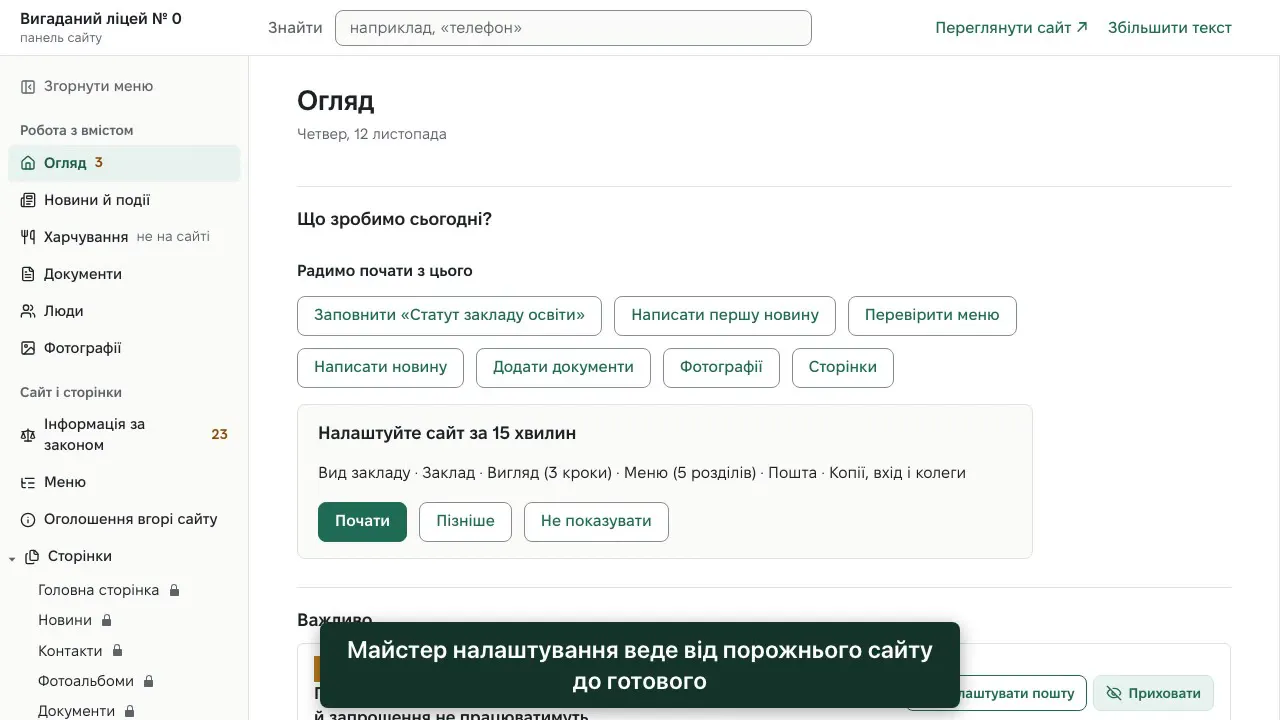 Вигаданий ліцей № 0
панель сайту
Знайти
наприклад, «телефон»
Переглянути сайт ↗
Збільшити текст
Згорнути меню
Робота з вмістом
Огляд 3
Новини й події
Харчування не на сайті
Документи
Люди
Фотографії
Сайт і сторінки
Інформація за
законом
23
Меню
Оголошення вгорі сайту
Сторінки
Головна сторінка
Новини
Контакти
Фотоальбоми
Документи
Огляд
Четвер, 12 листопада
Що зробимо сьогодні?
Радимо почати з цього
Заповнити «Статут закладу освіти»
Написати першу новину
Перевірити меню
Написати новину
Додати документи
Фотографії
Сторінки
Налаштуйте сайт за 15 хвилин
Вид закладу · Заклад · Вигляд (3 кроки) · Меню (5 розділів) · Пошта · Копії, вхід і колеги
Почати
Пізніше
Не показувати
Важливо
Майстер налаштування веде від порожнього сайту
до готового
пошту
Приховати
й запрошення не працюватимуть